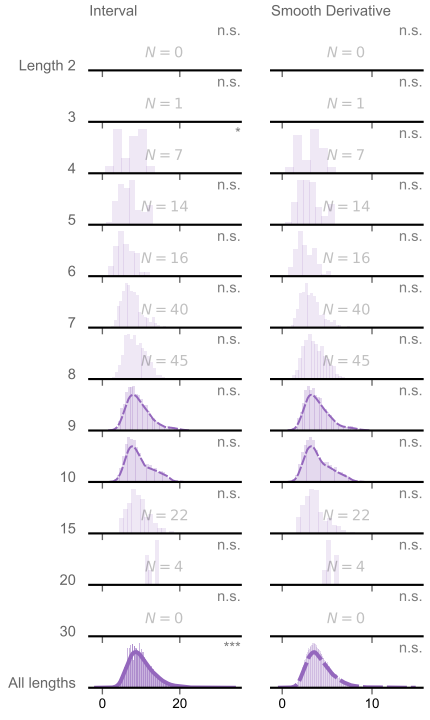 Interval Smooth Derivative
n.s. n.s.
Length 2 N = 0 N = 0
n.s. n.s.
3 N = 1 N = 1
* n.s.
4 N = 7 N = 7
n.s. n.s.
5 N = 14 N = 14
n.s. n.s.
6 N = 16 N = 16
n.s. n.s.
7 N = 40 N = 40
n.s. n.s.
8 N = 45 N = 45
n.s. n.s.
9
n.s. n.s.
10
n.s. n.s.
15 N = 22 N = 22
n.s. n.s.
20 N = 4 N = 4
n.s. n.s.
30 N = 0 N = 0
*** n.s.
All lengths
0 20 0 10